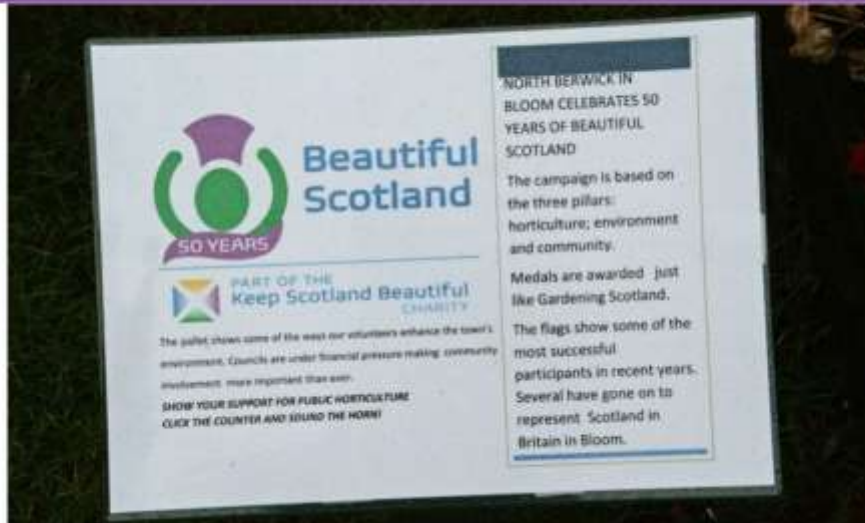 Beautiful
Scotland
50 YEARS
PART OF THE
Keep Scotland Beautiful
CHARITY
The pallet shows some of the ways our volunteers enhance the town's
environment. Councils are under financial pressure making community
involvement more important than ever.
SHOW YOUR SUPPORT FOR PUBLIC HORTICULTURE
CLICK THE COUNTER AND SOUND THE HORN!
NORTH BERWICK IN
BLOOM CELEBRATES 50
YEARS OF BEAUTIFUL
SCOTLAND
The campaign is based on
the three pillars:
horticulture; environment
and community.
Medals are awarded just
like Gardening Scotland.
The flags show some of the
most successful
participants in recent years.
Several have gone on to
represent Scotland in
Britain in Bloom.